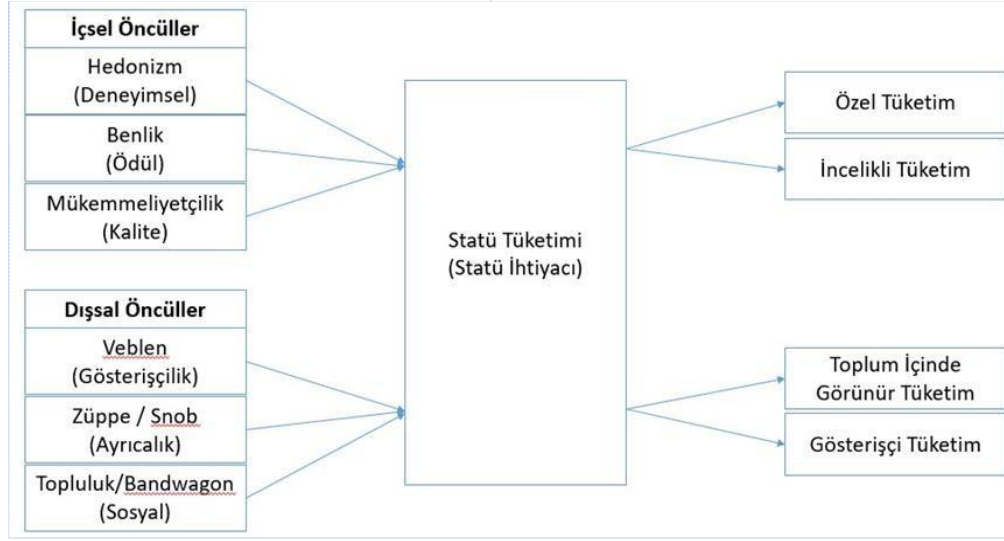 İçsel Öncüller
Hedonizm
(Deneyimsel)
Benlik
(Ödül)
Mükemmeliyetçilik
(Kalite)
Dışsal Öncüller
Veblen
(Gösterişçilik)
Züppe / Snob
(Ayrıcalık)
Topluluk/Bandwagon
(Sosyal)
Statü Tüketimi
(Statü İhtiyacı)
Özel Tüketim
İncelikli Tüketim
Toplum İçinde
Görünür Tüketim
Gösterişçi Tüketim